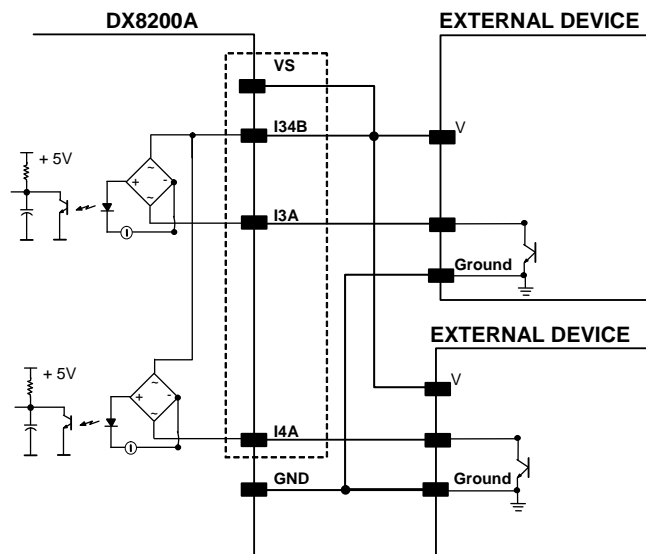 DX8200A
EXTERNAL DEVICE
VS
I34B
V
+ 5V
+
~
~
-
I3A
Ground
EXTERNAL DEVICE
+ 5V
V
+
~
~
-
I4A
GND
Ground